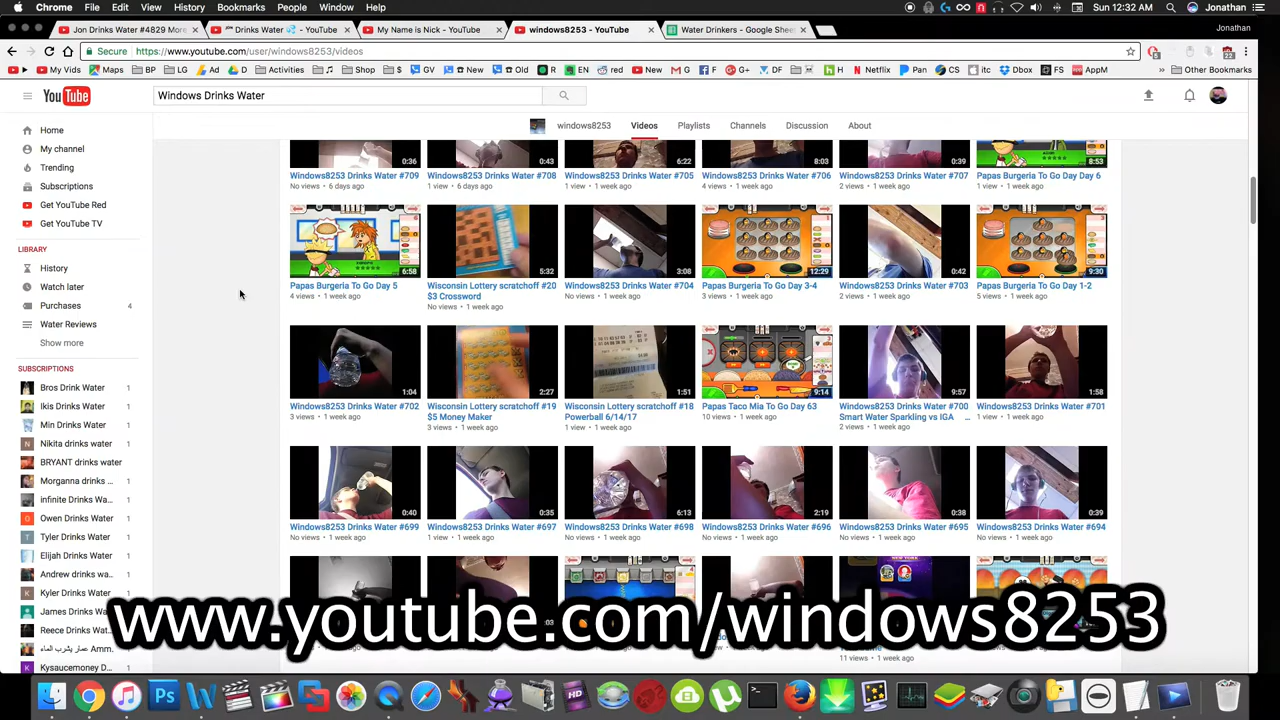 Chrome File Edit View History Bookmarks People Window Help Sun 12:32 AM Jonathan
Jon Drinks Water #4829 More Drinks Water - YouTube My Name is Nick - YouTube windows8253 - YouTube Water Drinkers - Google Shee Jonathan
Secure https://www.youtube.com/user/windows8253/videos
My Vids Maps BP LG Ad D Activities Shop $ GV New Old R EN red New G F G+ DF H Netflix Pan CS itc Dbox FS AppM » Other Bookmarks
YouTube Windows Drinks Water
windows8253 Videos Playlists Channels Discussion About
Home
My channel
Trending
Subscriptions
Get YouTube Red
Get YouTube TV
LIBRARY
History
Watch later
Purchases 4
Water Reviews
Show more
SUBSCRIPTIONS
Bros Drink Water 1
Ikis Drinks Water 1
Min Drinks Water 1
Nikita drinks water 1
BRYANT drinks water
Morganna drinks... 1
infinite Drinks Wa... 1
Owen Drinks Water 1
Tyler Drinks Water 1
Elijah Drinks Water 1
Andrew drinks wa... 1
Kyler Drinks Water 1
James Drinks Water
Reece Drinks Wat...
صار يشرب الماء Amm.
Kysaucemoney D...
0:36 0:43 6:22 8:03 0:39 8:53
Windows8253 Drinks Water #709 Windows8253 Drinks Water #708 Windows8253 Drinks Water #705 Windows8253 Drinks Water #706 Windows8253 Drinks Water #707 Papas Burgeria To Go Day Day 6
No views • 6 days ago 1 view • 6 days ago 1 view • 1 week ago 4 views • 1 week ago 2 views • 1 week ago 2 views • 1 week ago
6:58 5:32 3:08 12:29 0:42 9:30
Papas Burgeria To Go Day 5 Wisconsin Lottery scratchoff #20 Windows8253 Drinks Water #704 Papas Burgeria To Go Day 3-4 Windows8253 Drinks Water #703 Papas Burgeria To Go Day 1-2
4 views • 1 week ago $3 Crossword No views • 1 week ago 3 views • 1 week ago 2 views • 1 week ago 5 views • 1 week ago
No views • 1 week ago
1:04 2:27 1:51 9:14 9:57 1:58
Windows8253 Drinks Water #702 Wisconsin Lottery scratchoff #19 Wisconsin Lottery scratchoff #18 Papas Taco Mia To Go Day 63 Windows8253 Drinks Water #700 Windows8253 Drinks Water #701
3 views • 1 week ago $5 Money Maker Powerball 6/14/17 10 views • 1 week ago Smart Water Sparkling vs IGA ... 1 view • 1 week ago
3 views • 1 week ago 1 view • 1 week ago 2 views • 1 week ago
0:40 0:35 6:13 2:19 0:38 0:39
Windows8253 Drinks Water #699 Windows8253 Drinks Water #697 Windows8253 Drinks Water #698 Windows8253 Drinks Water #696 Windows8253 Drinks Water #695 Windows8253 Drinks Water #694
No views • 1 week ago 1 view • 1 week ago No views • 1 week ago No views • 1 week ago No views • 1 week ago No views • 1 week ago
NEW YORK
www.youtube.com/windows8253
11 views • 1 week ago